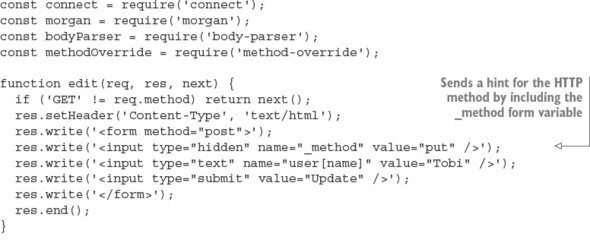 const connect = require('connect');
const morgan = require('morgan');
const bodyParser = require('body-parser');
const methodOverride = require('method-override');

function edit(req, res, next) {
  if ('GET' != req.method) return next();
  res.setHeader('Content-Type', 'text/html');
  res.write('<form method="post">');
  res.write('<input type="hidden" name="_method" value="put" />');
  res.write('<input type="text" name="user[name]" value="Tobi" />');
  res.write('<input type="submit" value="Update" />');
  res.write('</form>');
  res.end();
}
Sends a hint for the HTTP
method by including the
_method form variable